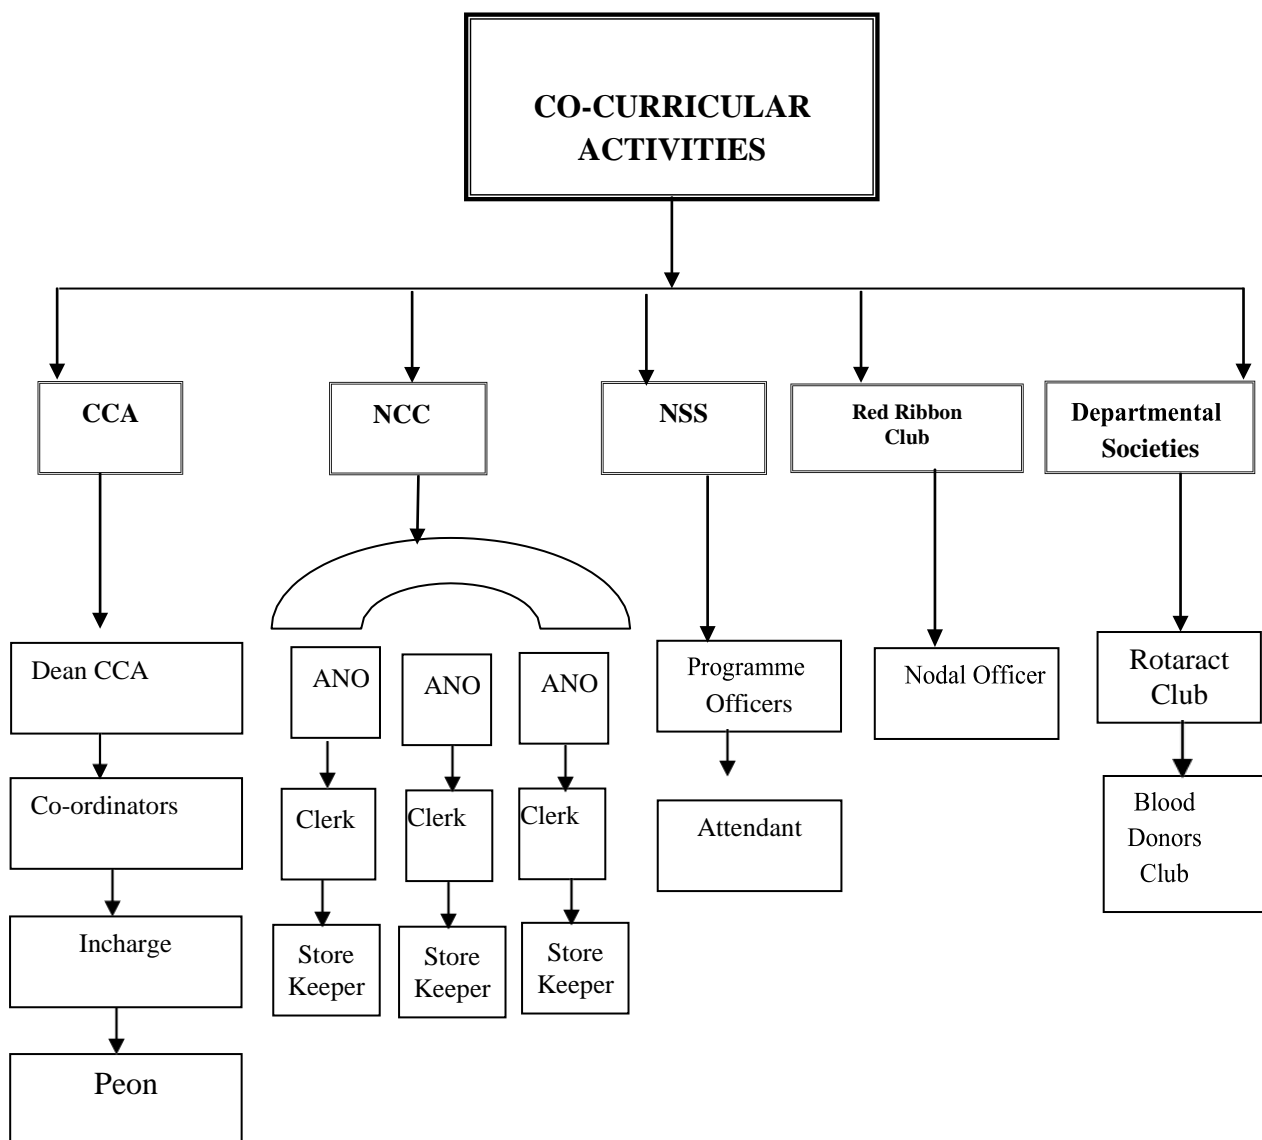 CO-CURRICULAR
ACTIVITIES
CCA
NCC
NSS
Red Ribbon
Club
Departmental
Societies
Dean CCA
ANO
ANO
ANO
Programme
Officers
Nodal Officer
Rotaract
Club
Co-ordinators
Clerk
Clerk
Clerk
Attendant
Blood
Donors
Club
Incharge
Store
Keeper
Store
Keeper
Store
Keeper
Peon